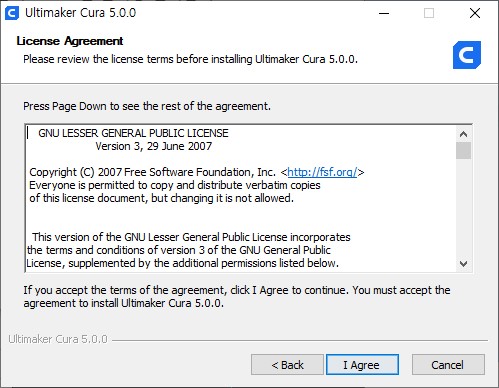 Ultimaker Cura 5.0.0
License Agreement
Please review the license terms before installing Ultimaker Cura 5.0.0.
Press Page Down to see the rest of the agreement.
GNU LESSER GENERAL PUBLIC LICENSE
Version 3, 29 June 2007
Copyright (C) 2007 Free Software Foundation, Inc. <http://fsf.org/>
Everyone is permitted to copy and distribute verbatim copies
of this license document, but changing it is not allowed.
This version of the GNU Lesser General Public License incorporates
the terms and conditions of version 3 of the GNU General Public
License, supplemented by the additional permissions listed below.
If you accept the terms of the agreement, click I Agree to continue. You must accept the
agreement to install Ultimaker Cura 5.0.0.
Ultimaker Cura 5.0.0
< Back
I Agree
Cancel